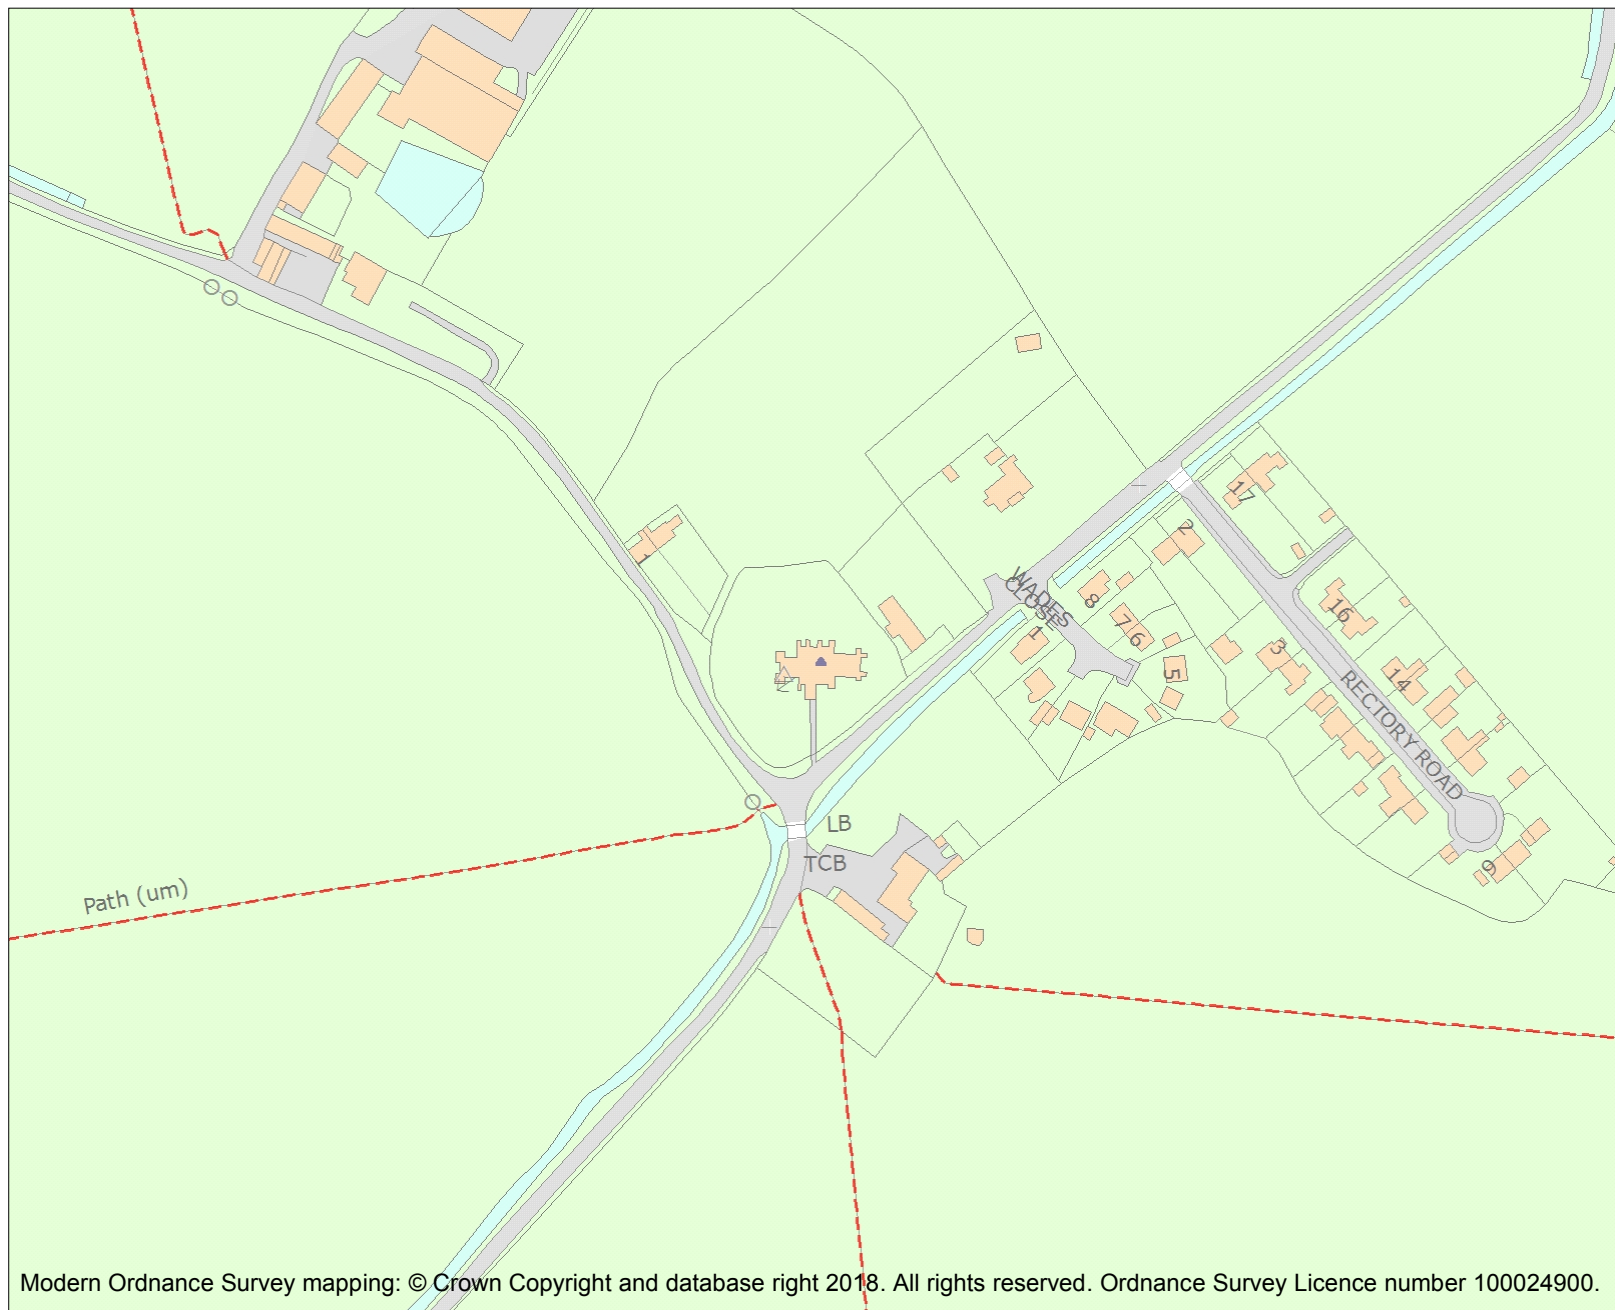 17
2
WADES
CLOSE
8
16
1
7
6
1
3
5
14
RECTORY ROAD
LB
TCB
9
Path (um)
Modern Ordnance Survey mapping: © Crown Copyright and database right 2018. All rights reserved. Ordnance Survey Licence number 100024900.